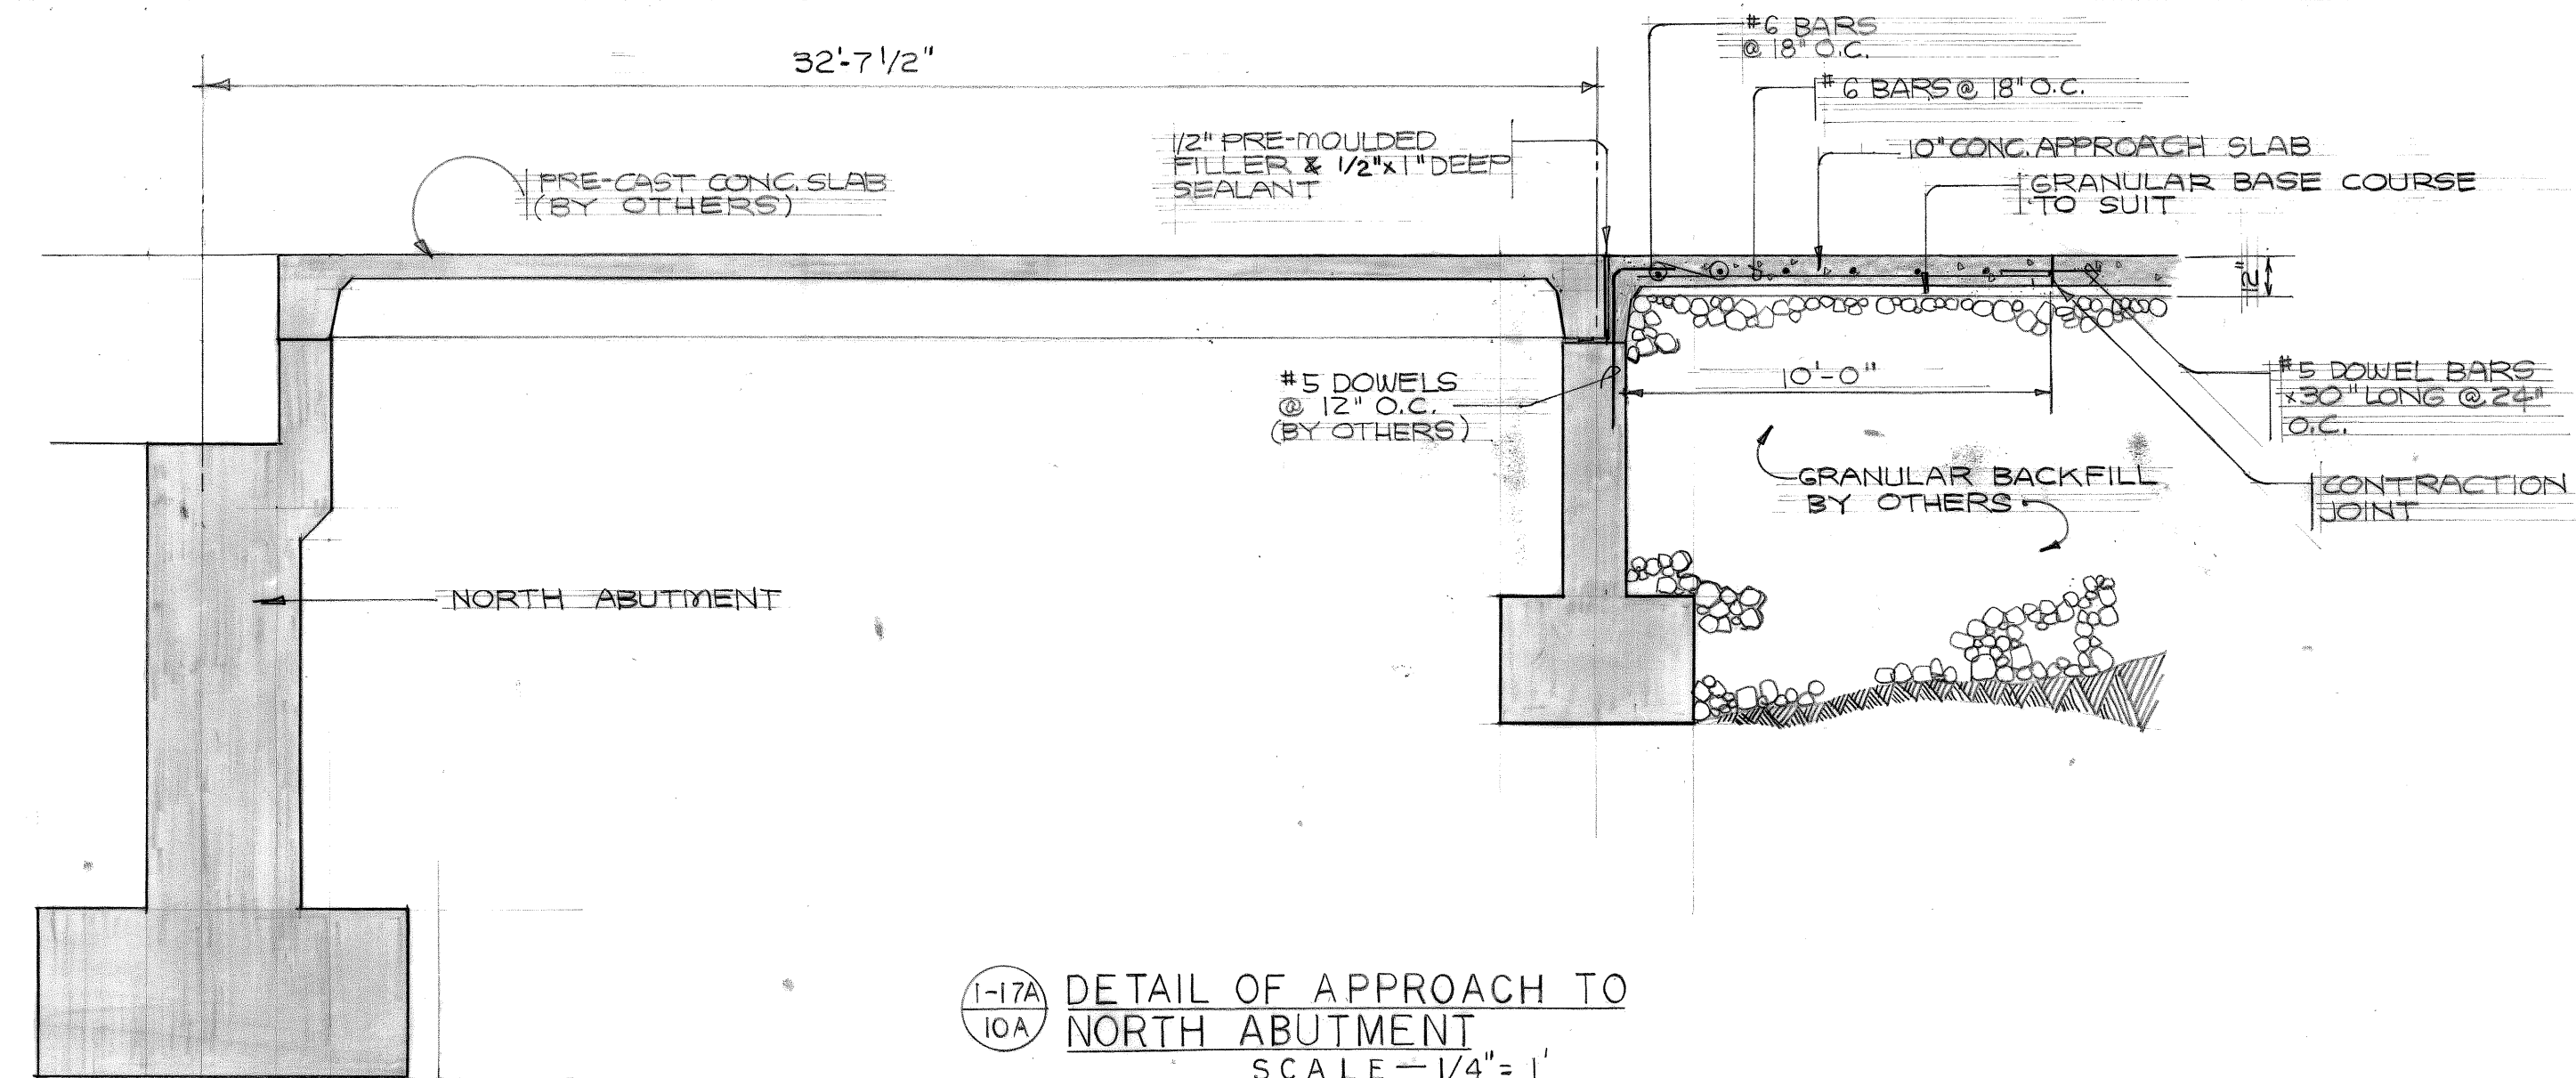 32'-7 1/2"
#6 BARS
@ 18" O.C.
#6 BARS @ 18" O.C.
1/2" PRE-MOULDED
FILLER & 1/2"x1" DEEP
SEALANT
10" CONC. APPROACH SLAB
GRANULAR BASE COURSE
TO SUIT
PRE-CAST CONC. SLAB
(BY OTHERS)
12"
#5 DOWELS
@ 12" O.C.
(BY OTHERS)
10'-0"
#5 DOWEL BARS
x30" LONG @ 24"
O.C.
GRANULAR BACKFILL
BY OTHERS
CONTRACTION
JOINT
NORTH ABUTMENT
1-17A
10A
DETAIL OF APPROACH TO
NORTH ABUTMENT
SCALE — 1/4" = 1'